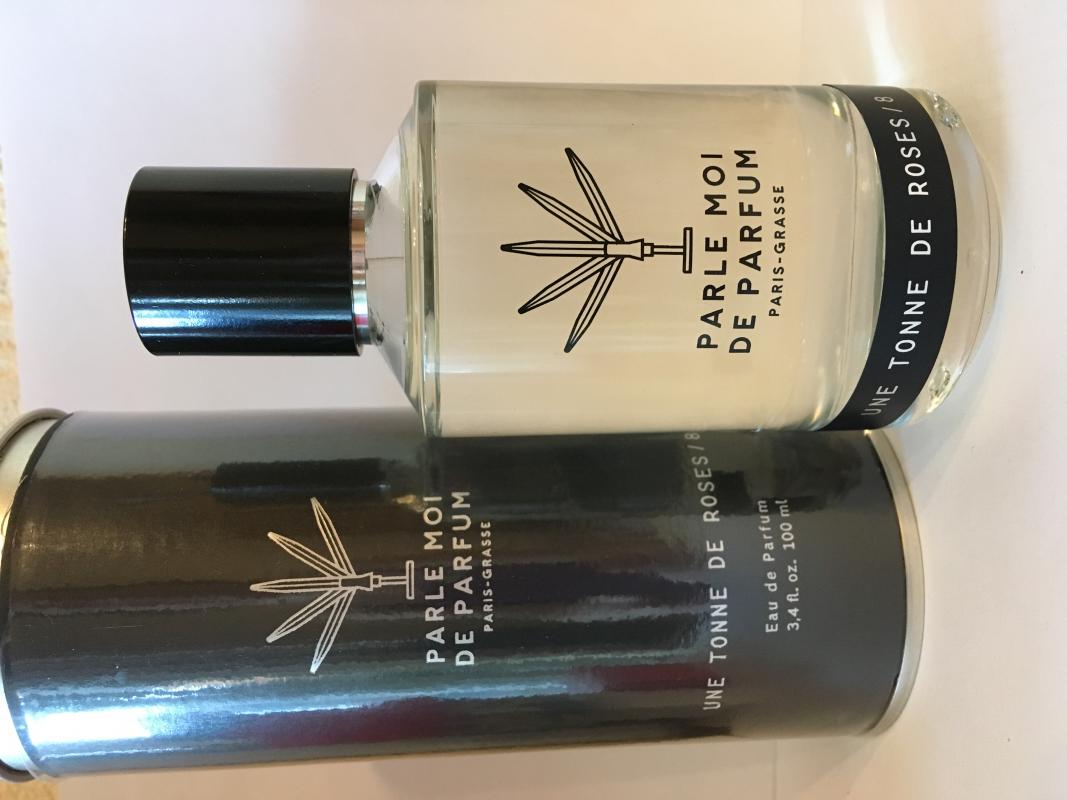 PARLE MOI
DE PARFUM
PARIS-GRASSE
UNE TONNE DE ROSES / 8
PARLE MOI
DE PARFUM
PARIS-GRASSE
UNE TONNE DE ROSES / 8
Eau de Parfum
3,4 fl. oz. 100 ml